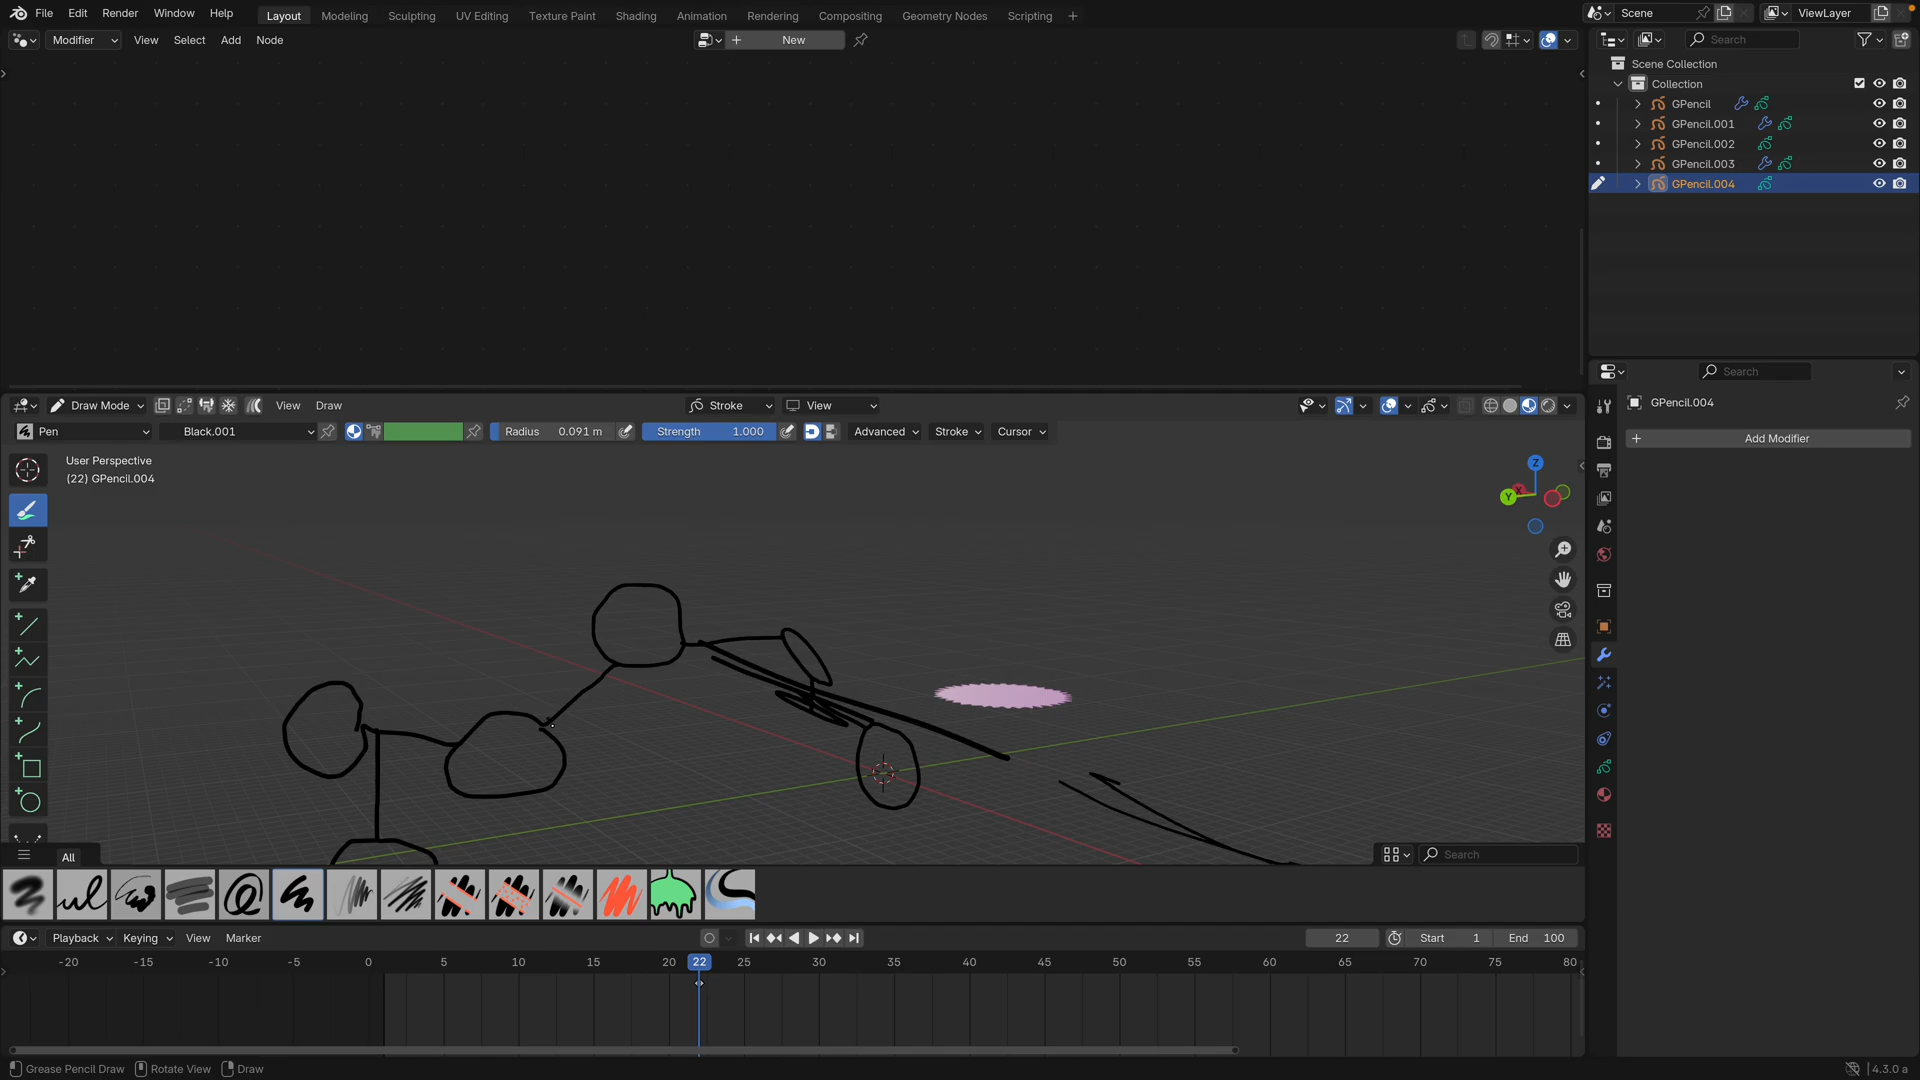 File Edit Render Window Help Layout Modeling Sculpting UV Editing Texture Paint Shading Animation Rendering Compositing Geometry Nodes Scripting + Scene ViewLayer
Modifier View Select Add Node + New Search
Scene Collection
Collection
GPencil
GPencil.001
GPencil.002
GPencil.003
GPencil.004
Search
GPencil.004
+ Add Modifier
Draw Mode View Draw Stroke View
Pen Black.001 Radius 0.091 m Strength 1.000 Advanced Stroke Cursor
User Perspective
(22) GPencil.004
Z
Y
X
All Search
Playback Keying View Marker 22 Start 1 End 100
-20 -15 -10 -5 0 5 10 15 20 22 25 30 35 40 45 50 55 60 65 70 75 80
Grease Pencil Draw Rotate View Draw 4.3.0 a